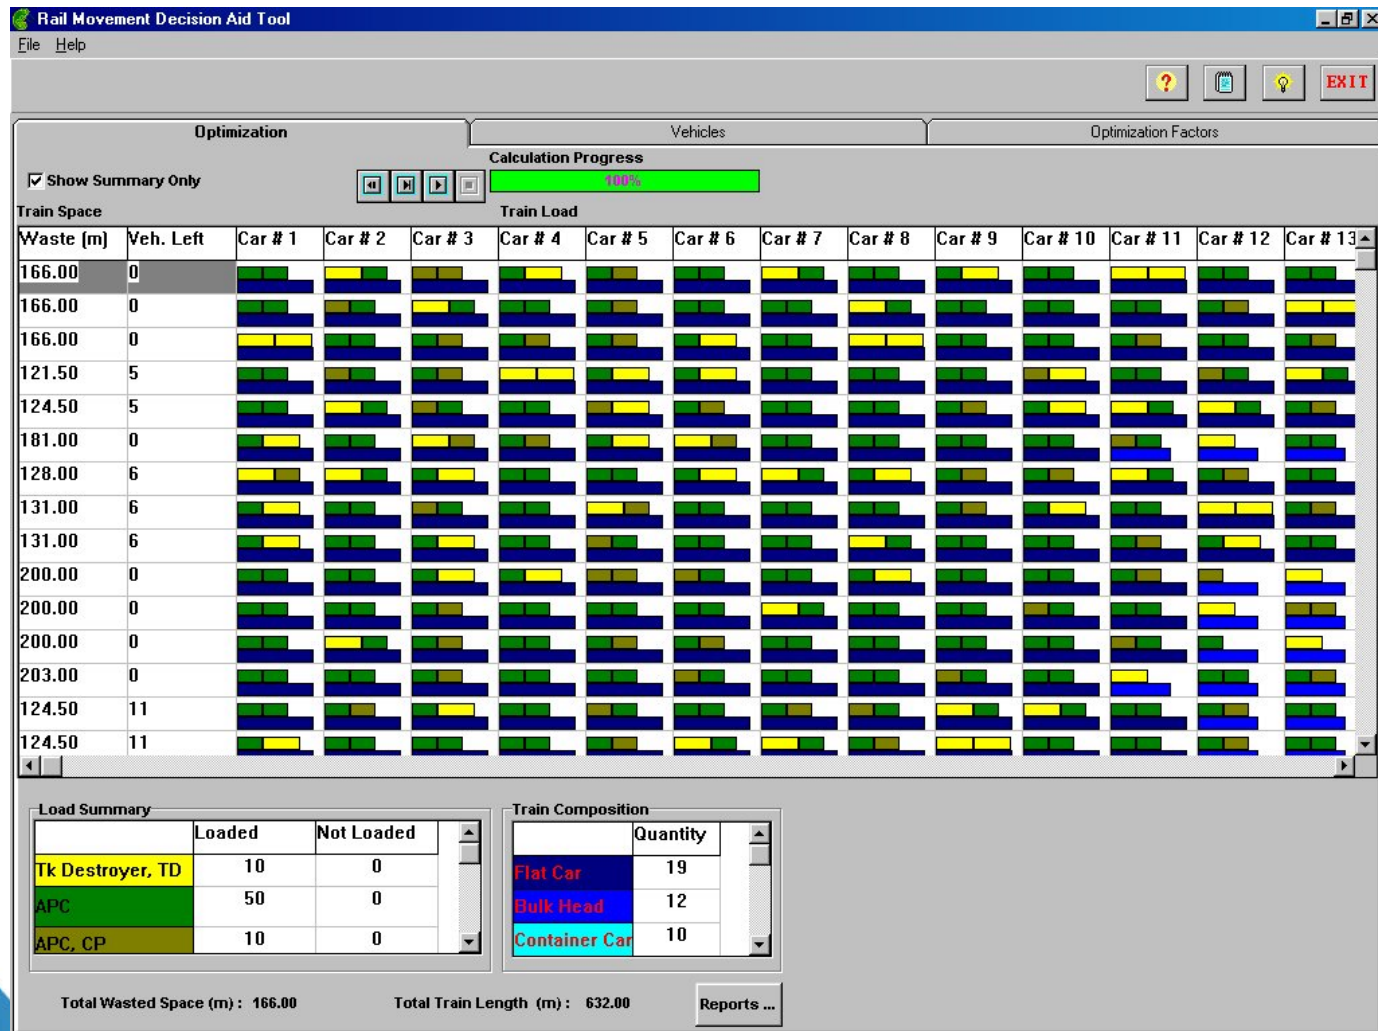 Rail Movement Decision Aid Tool
File Help
? EXIT
Optimization Vehicles Optimization Factors
Calculation Progress
Show Summary Only 100%
Train Space Train Load
Waste (m) Veh. Left Car # 1 Car # 2 Car # 3 Car # 4 Car # 5 Car # 6 Car # 7 Car # 8 Car # 9 Car # 10 Car # 11 Car # 12 Car # 13
166.00 0
166.00 0
166.00 0
121.50 5
124.50 5
181.00 0
128.00 6
131.00 6
131.00 6
200.00 0
200.00 0
200.00 0
203.00 0
124.50 11
124.50 11
Load Summary Train Composition
Loaded Not Loaded Quantity
Tk Destroyer, TD 10 0 Flat Car 19
APC 50 0 Bulk Head 12
APC, CP 10 0 Container Car 10
Total Wasted Space (m) : 166.00 Total Train Length (m) : 632.00 Reports ...